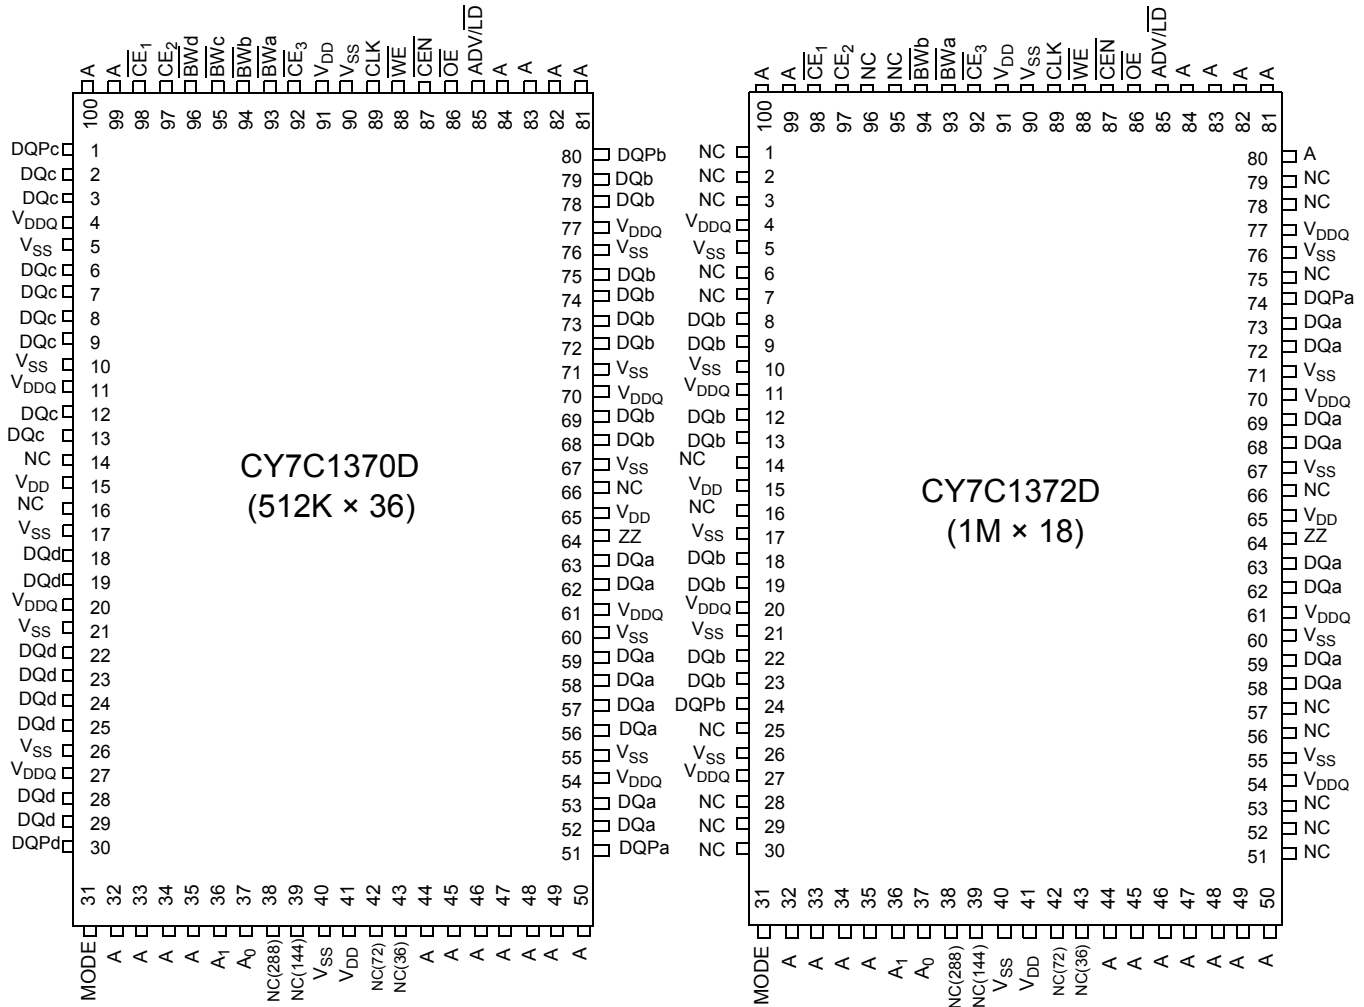 A A CE1 CE2 BWd BWc BWb BWa CE3 VDD VSS CLK WE CEN OE ADV/LD A A A A
100 99 98 97 96 95 94 93 92 91 90 89 88 87 86 85 84 83 82 81
DQPc 1
DQc 2
DQc 3
VDDQ 4
VSS 5
DQc 6
DQc 7
DQc 8
DQc 9
VSS 10
VDDQ 11
DQc 12
DQc 13
NC 14
VDD 15
NC 16
VSS 17
DQd 18
DQd 19
VDDQ 20
VSS 21
DQd 22
DQd 23
DQd 24
DQd 25
VSS 26
VDDQ 27
DQd 28
DQd 29
DQPd 30
CY7C1370D
(512K × 36)
80 DQPb
79 DQb
78 DQb
77 VDDQ
76 VSS
75 DQb
74 DQb
73 DQb
72 DQb
71 VSS
70 VDDQ
69 DQb
68 DQb
67 VSS
66 NC
65 VDD
64 ZZ
63 DQa
62 DQa
61 VDDQ
60 VSS
59 DQa
58 DQa
57 DQa
56 DQa
55 VSS
54 VDDQ
53 DQa
52 DQa
51 DQPa
31 32 33 34 35 36 37 38 39 40 41 42 43 44 45 46 47 48 49 50
MODE A A A A A1 A0 NC(288) NC(144) VSS VDD NC(72) NC(36) A A A A A A A
A A CE1 CE2 NC NC BWb BWa CE3 VDD VSS CLK WE CEN OE ADV/LD A A A A
100 99 98 97 96 95 94 93 92 91 90 89 88 87 86 85 84 83 82 81
NC 1
NC 2
NC 3
VDDQ 4
VSS 5
NC 6
NC 7
DQb 8
DQb 9
VSS 10
VDDQ 11
DQb 12
DQb 13
NC 14
VDD 15
NC 16
VSS 17
DQb 18
DQb 19
VDDQ 20
VSS 21
DQb 22
DQb 23
DQPb 24
NC 25
VSS 26
VDDQ 27
NC 28
NC 29
NC 30
CY7C1372D
(1M × 18)
80 A
79 NC
78 NC
77 VDDQ
76 VSS
75 NC
74 DQPa
73 DQa
72 DQa
71 VSS
70 VDDQ
69 DQa
68 DQa
67 VSS
66 NC
65 VDD
64 ZZ
63 DQa
62 DQa
61 VDDQ
60 VSS
59 DQa
58 DQa
57 NC
56 NC
55 VSS
54 VDDQ
53 NC
52 NC
51 NC
31 32 33 34 35 36 37 38 39 40 41 42 43 44 45 46 47 48 49 50
MODE A A A A A1 A0 NC(288) NC(144) VSS VDD NC(72) NC(36) A A A A A A A